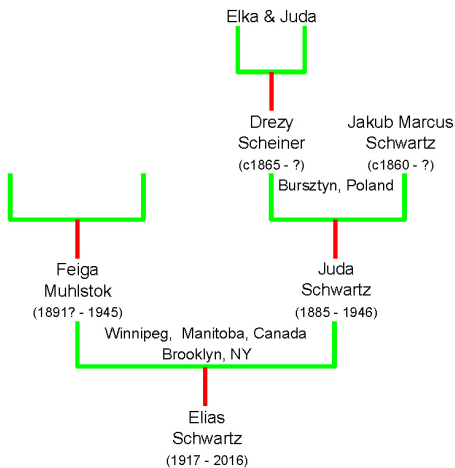 Elka & Juda
Drezy
Scheiner
(c1865 - ?)
Jakub Marcus
Schwartz
(c1860 - ?)
Bursztyn, Poland
Feiga
Muhlstok
(1891? - 1945)
Juda
Schwartz
(1885 - 1946)
Winnipeg, Manitoba, Canada
Brooklyn, NY
Elias
Schwartz
(1917 - 2016)